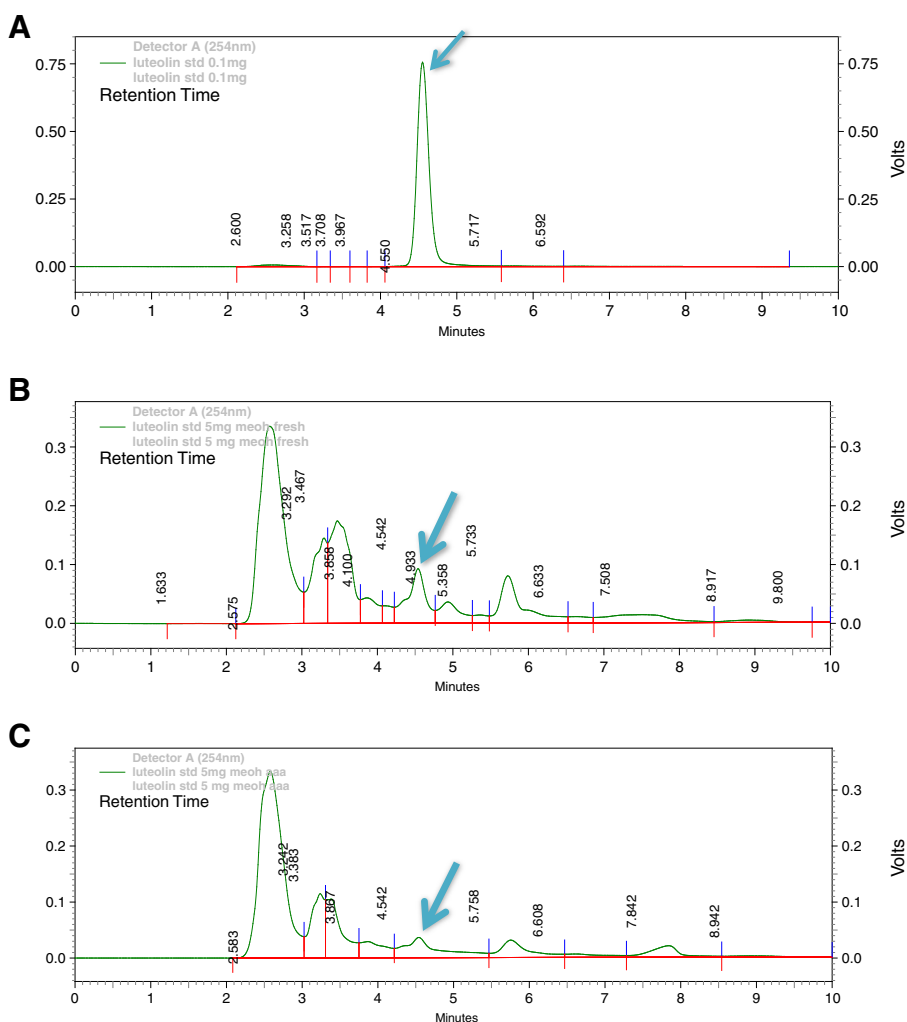 A
Detector A (254nm)
luteolin std 0.1mg
luteolin std 0.1mg
Retention Time
0.75
0.50
0.25
0.00
0.75
0.50
0.25
0.00
Volts
2.600
3.258
3.517
3.708
3.967
4.550
5.717
6.592
0 1 2 3 4 5 6 7 8 9 10
Minutes
B
Detector A (254nm)
luteolin std 5mg meoh fresh
luteolin std 5 mg meoh fresh
Retention Time
0.3
0.2
0.1
0.0
0.3
0.2
0.1
0.0
Volts
1.633
2.575
3.292
3.467
3.858
4.100
4.542
4.933
5.358
5.733
6.633
7.508
8.917
9.800
0 1 2 3 4 5 6 7 8 9 10
Minutes
C
Detector A (254nm)
luteolin std 5mg meoh aaa
luteolin std 5 mg meoh aaa
Retention Time
0.3
0.2
0.1
0.0
0.3
0.2
0.1
0.0
Volts
2.583
3.242
3.383
3.867
4.542
5.758
6.608
7.842
8.942
0 1 2 3 4 5 6 7 8 9 10
Minutes